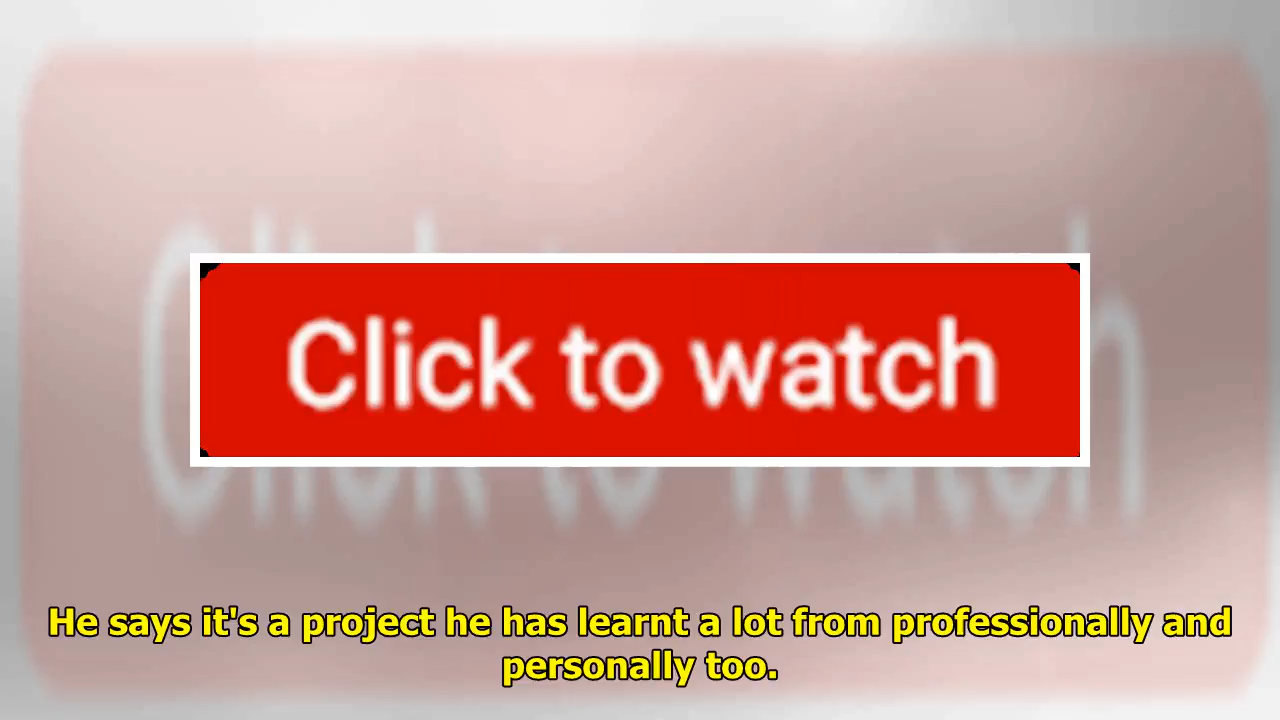 Click to watch
He says it's a project he has learnt a lot from professionally and
personally too.